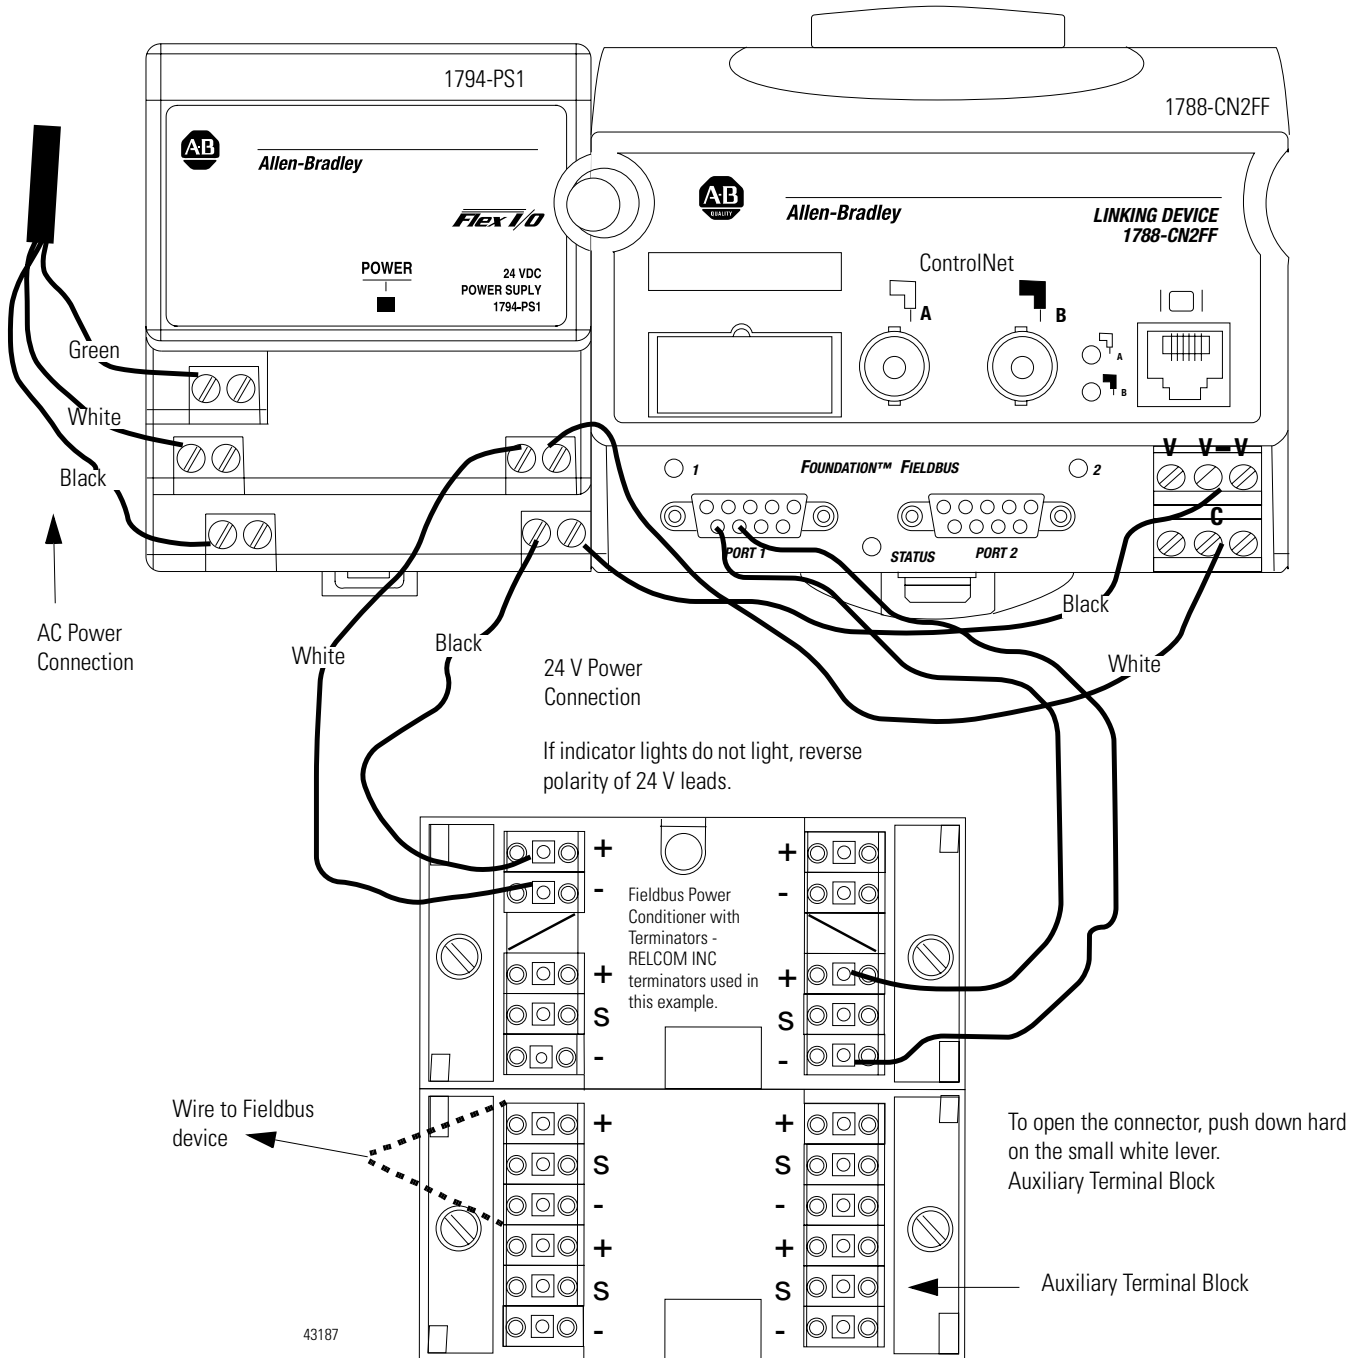 1794-PS1
1788-CN2FF
A·B
Allen-Bradley
Flex I/O
POWER
24 VDC
POWER SUPLY
1794-PS1
A·B
QUALITY
Allen-Bradley
LINKING DEVICE
1788-CN2FF
ControlNet
A
B
A
B
Green
White
Black
AC Power
Connection
1
FOUNDATION™ FIELDBUS
2
PORT 1
STATUS
PORT 2
V V – V
C
Black
White
White
Black
24 V Power
Connection
If indicator lights do not light, reverse
polarity of 24 V leads.
+
-
+
S
-
Fieldbus Power
Conditioner with
Terminators -
RELCOM INC
terminators used in
this example.
+
-
+
S
-
Wire to Fieldbus
device
+
S
-
+
S
-
+
S
-
+
S
-
To open the connector, push down hard
on the small white lever.
Auxiliary Terminal Block
Auxiliary Terminal Block
43187